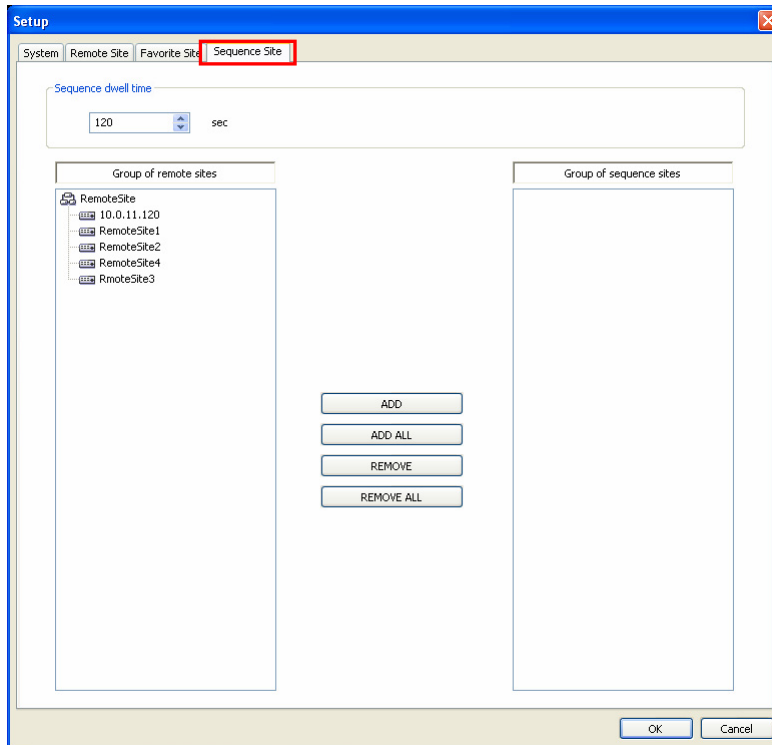 Setup
System Remote Site Favorite Site Sequence Site
Sequence dwell time
120 sec
Group of remote sites
RemoteSite
10.0.11.120
RemoteSite1
RemoteSite2
RemoteSite4
RmoteSite3
ADD
ADD ALL
REMOVE
REMOVE ALL
Group of sequence sites
OK Cancel